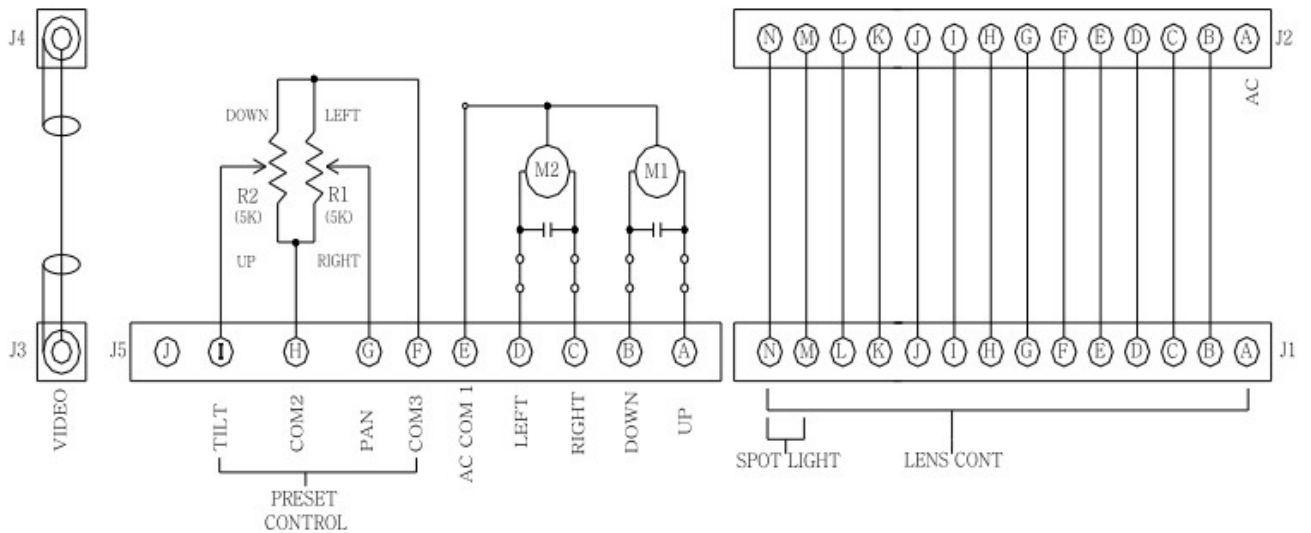 J4
N M L K J I H G F E D C B A
J2
AC
DOWN
LEFT
M2
M1
R2
(5K)
R1
(5K)
UP
RIGHT
J3
J5
J I H G F E D C B A
N M L K J I H G F E D C B A
J1
VIDEO
TILT
COM2
PAN
COM3
AC COM 1
LEFT
RIGHT
DOWN
UP
SPOT LIGHT
LENS CONT
PRESET
CONTROL